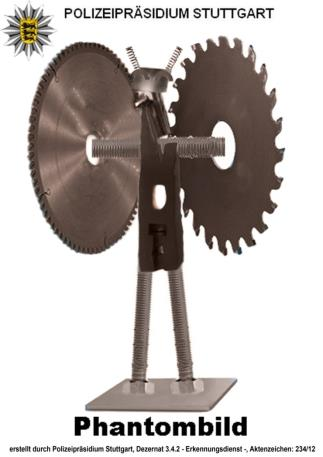 POLIZEIPRÄSIDIUM STUTTGART
Phantombild
erstellt durch Polizeipräsidium Stuttgart, Dezernat 3.4.2 - Erkennungsdienst -, Aktenzeichen: 234/12